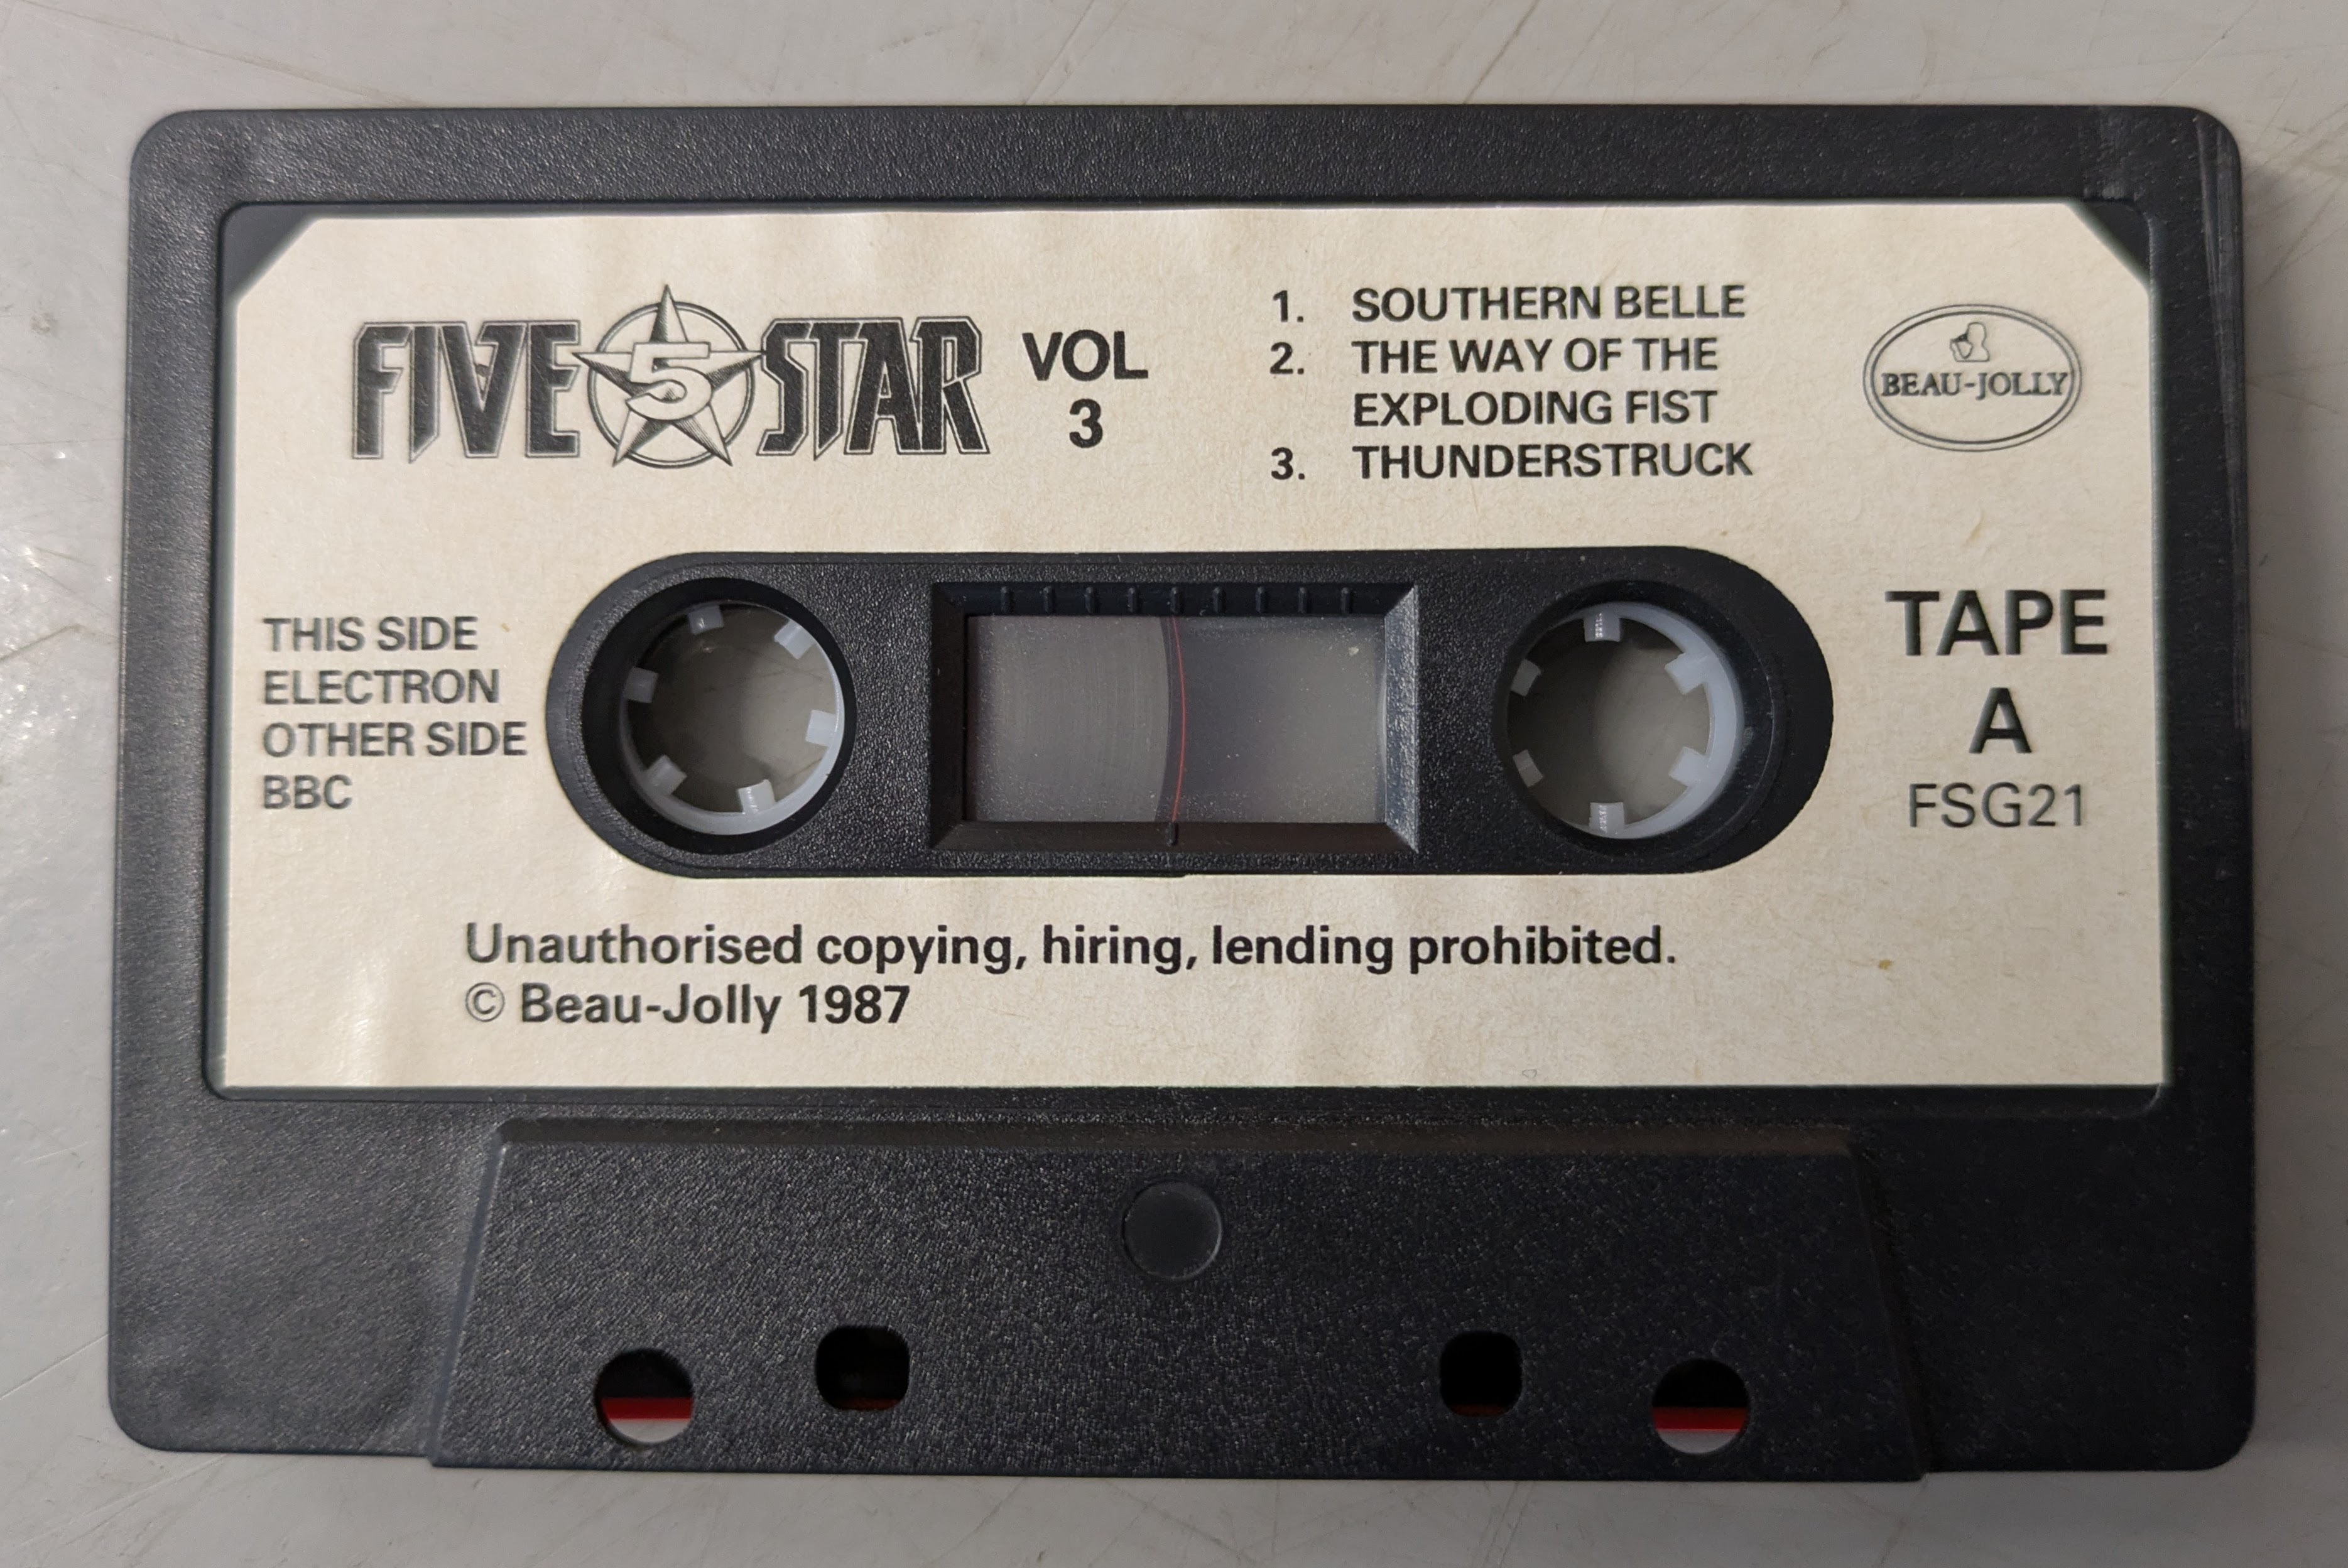 FIVE 5 STAR
VOL
3
1. SOUTHERN BELLE
2. THE WAY OF THE
EXPLODING FIST
3. THUNDERSTRUCK
BEAU-JOLLY
THIS SIDE
ELECTRON
OTHER SIDE
BBC
TAPE
A
FSG21
Unauthorised copying, hiring, lending prohibited.
© Beau-Jolly 1987